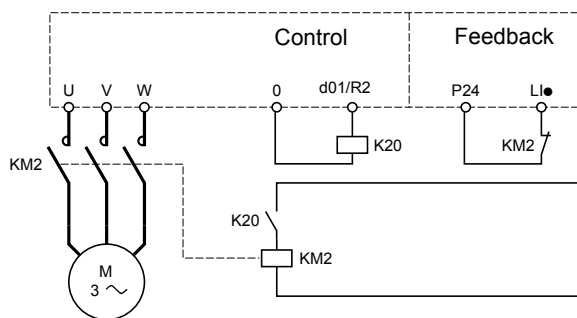 Control Feedback
U V W 0 d01/R2 P24 LI●
KM2 K20 KM2
K20
KM2
M
3